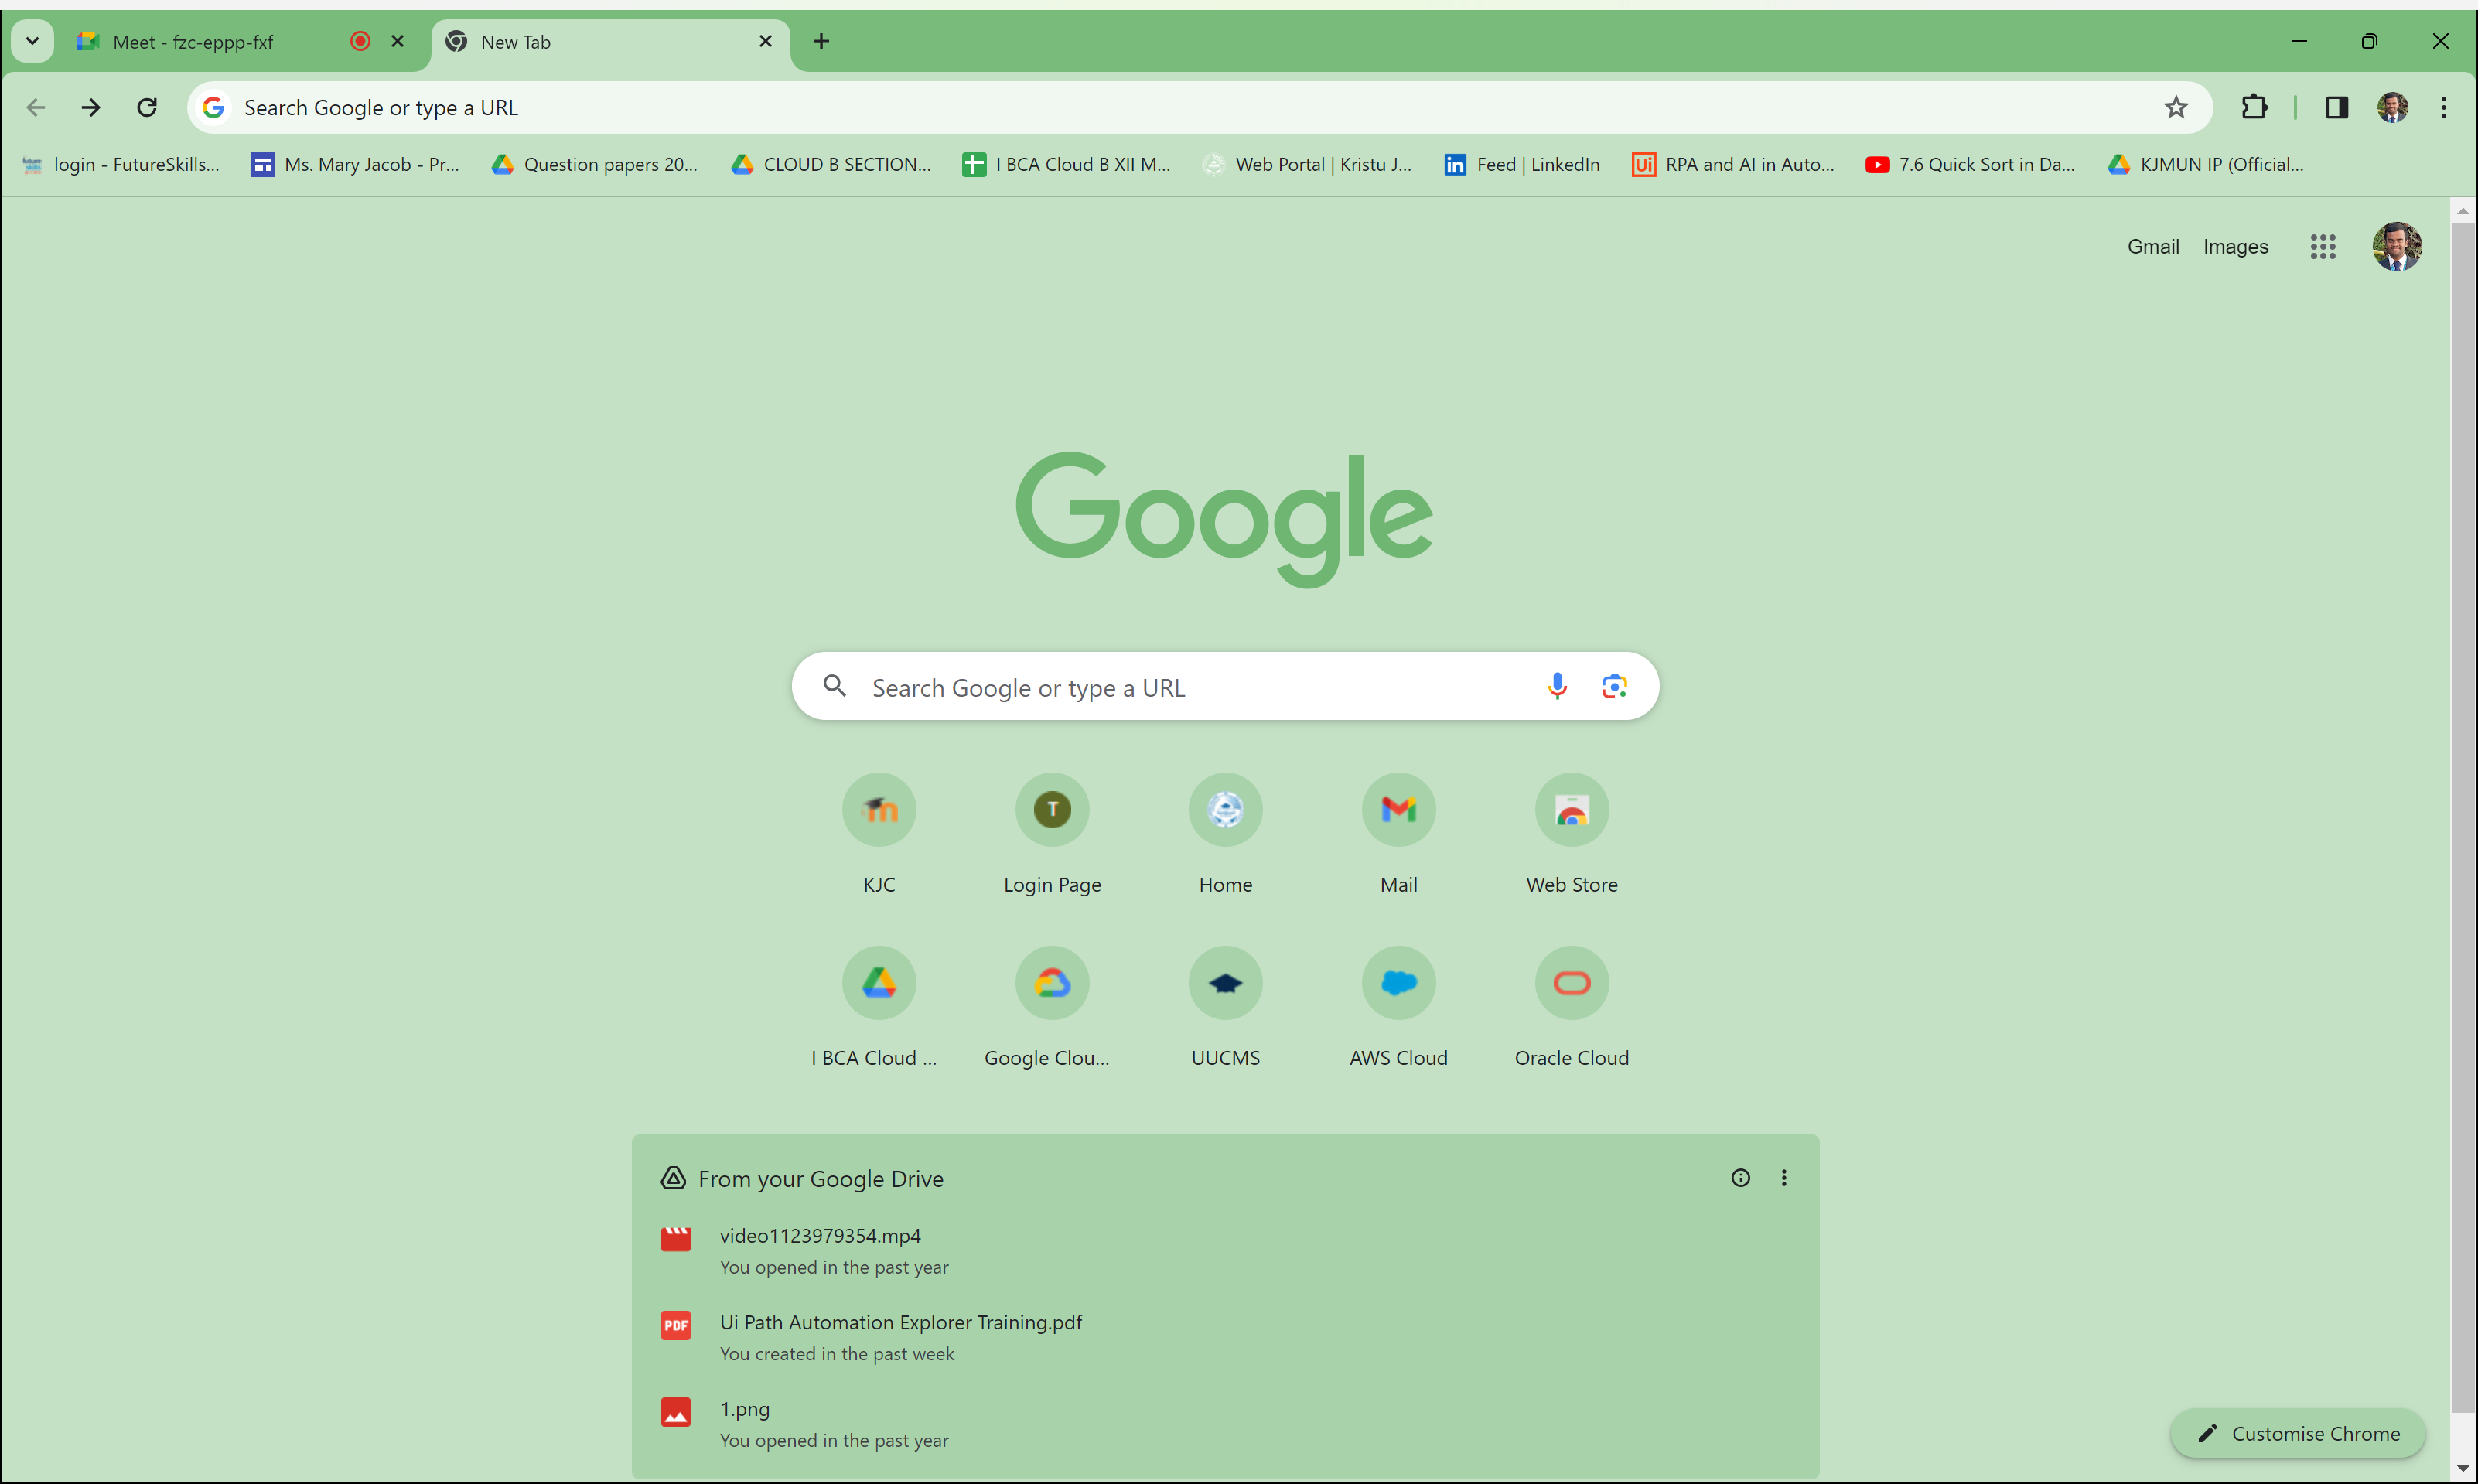 Meet - fzc-eppp-fxf
New Tab
Search Google or type a URL
login - FutureSkills...
Ms. Mary Jacob - Pr...
Question papers 20...
CLOUD B SECTION...
I BCA Cloud B XII M...
Web Portal | Kristu J...
in
Feed | LinkedIn
Ui
RPA and AI in Auto...
7.6 Quick Sort in Da...
KJMUN IP (Official...
Gmail Images
Google
Search Google or type a URL
T
KJC
Login Page
Home
Mail
Web Store
I BCA Cloud ...
Google Clou...
UUCMS
AWS Cloud
Oracle Cloud
From your Google Drive
video1123979354.mp4
You opened in the past year
PDF
Ui Path Automation Explorer Training.pdf
You created in the past week
1.png
You opened in the past year
Customise Chrome